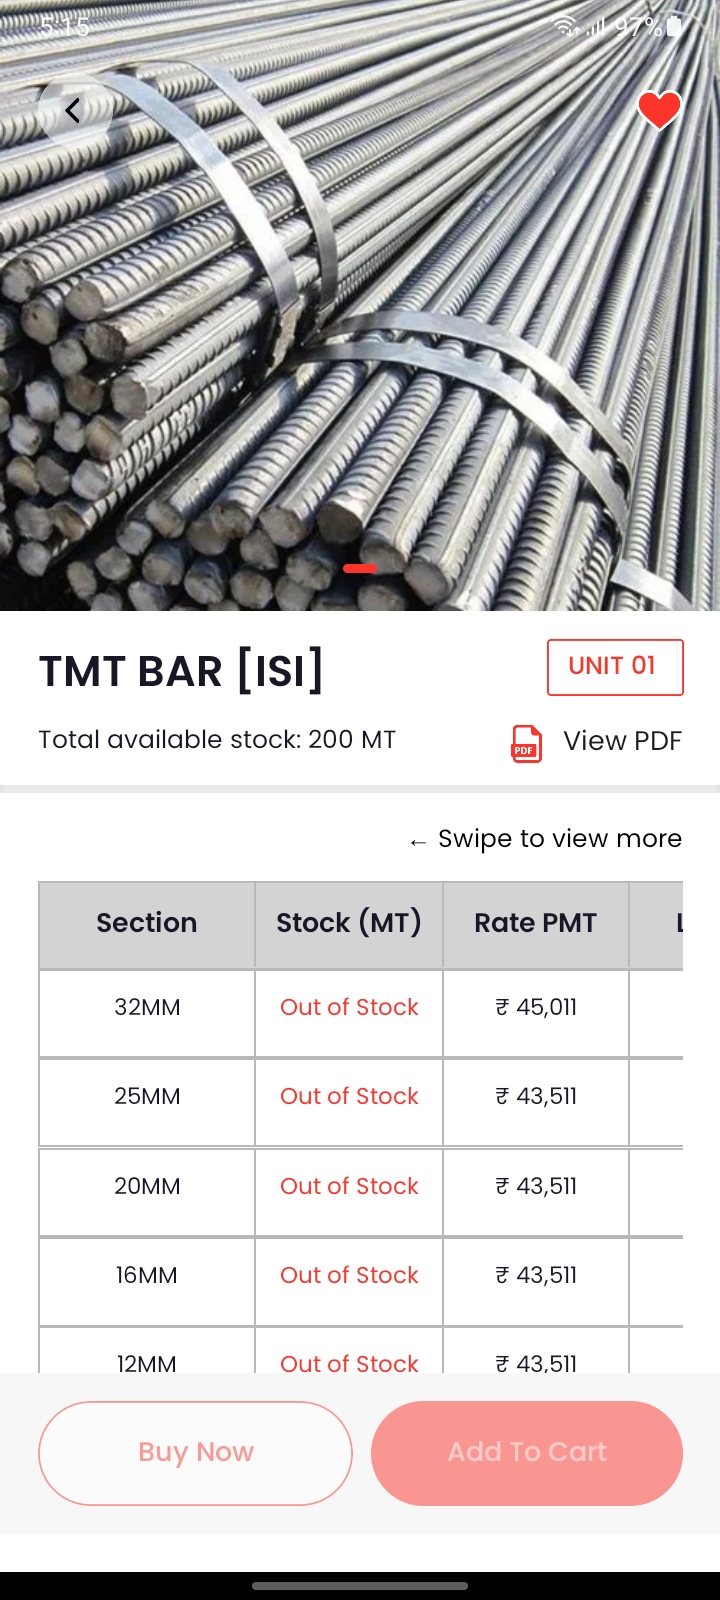 5:15 97%
TMT BAR [ISI] UNIT 01
Total available stock: 200 MT PDF View PDF
← Swipe to view more
Section Stock (MT) Rate PMT L
32MM Out of Stock ₹ 45,011
25MM Out of Stock ₹ 43,511
20MM Out of Stock ₹ 43,511
16MM Out of Stock ₹ 43,511
12MM Out of Stock ₹ 43,511
Buy Now Add To Cart